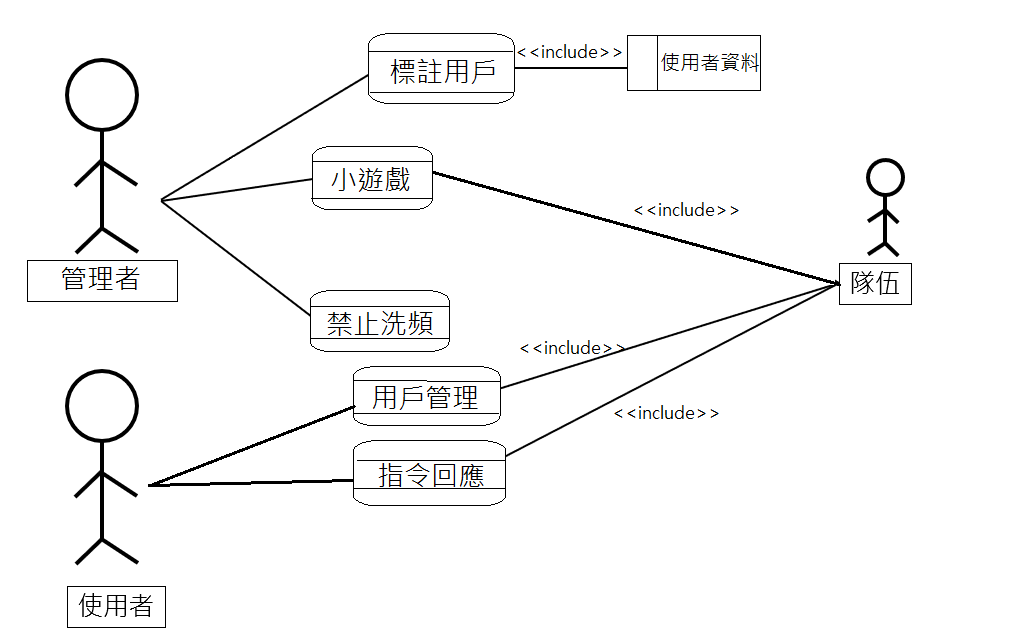 標註用戶
<<include>>
使用者資料
小遊戲
<<include>>
管理者
隊伍
禁止洗頻
<<include>>
用戶管理
<<include>>
指令回應
使用者